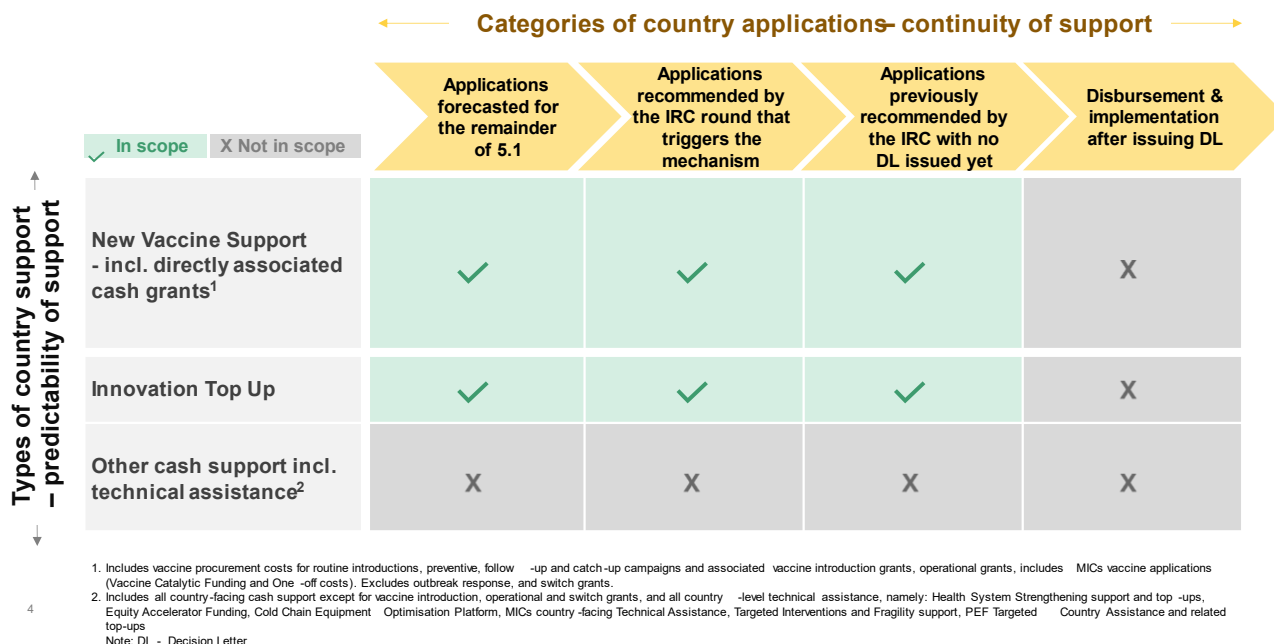 Categories of country applications– continuity of support
Applications
forecasted for
the remainder
of 5.1
Applications
recommended by
the IRC round that
triggers the
mechanism
Applications
previously
recommended by
the IRC with no
DL issued yet
Disbursement &
implementation
after issuing DL
In scope
X Not in scope
Types of country support
– predictability of support
New Vaccine Support
- incl. directly associated
cash grants1
X
Innovation Top Up
X
Other cash support incl.
technical assistance2
X
X
X
X
1. Includes vaccine procurement costs for routine introductions, preventive, follow -up and catch-up campaigns and associated vaccine introduction grants, operational grants, includes MICs vaccine applications
(Vaccine Catalytic Funding and One -off costs). Excludes outbreak response, and switch grants.
2. Includes all country-facing cash support except for vaccine introduction, operational and switch grants, and all country -level technical assistance, namely: Health System Strengthening support and top -ups,
Equity Accelerator Funding, Cold Chain Equipment Optimisation Platform, MICs country -facing Technical Assistance, Targeted Interventions and Fragility support, PEF Targeted Country Assistance and related
top-ups
Note: DL - Decision Letter
4